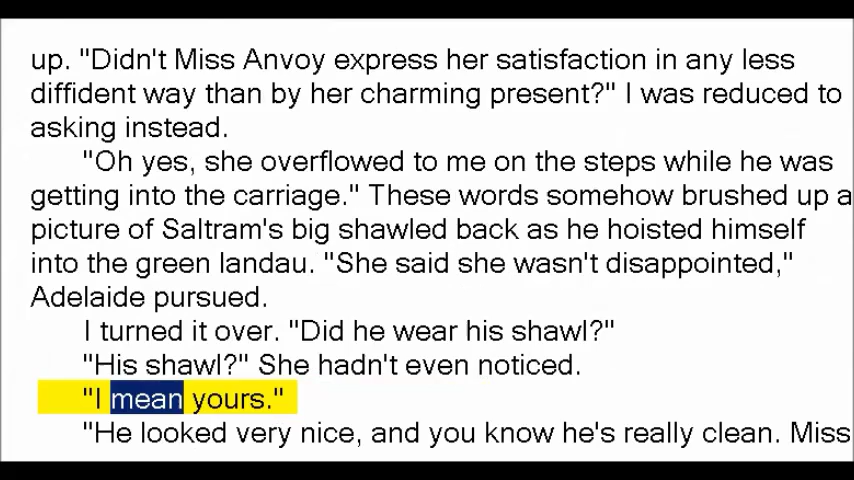 up. "Didn't Miss Anvoy express her satisfaction in any less
diffident way than by her charming present?" I was reduced to
asking instead.
"Oh yes, she overflowed to me on the steps while he was
getting into the carriage." These words somehow brushed up a
picture of Saltram's big shawled back as he hoisted himself
into the green landau. "She said she wasn't disappointed,"
Adelaide pursued.
I turned it over. "Did he wear his shawl?"
"His shawl?" She hadn't even noticed.
"I mean yours."
"He looked very nice, and you know he's really clean. Miss